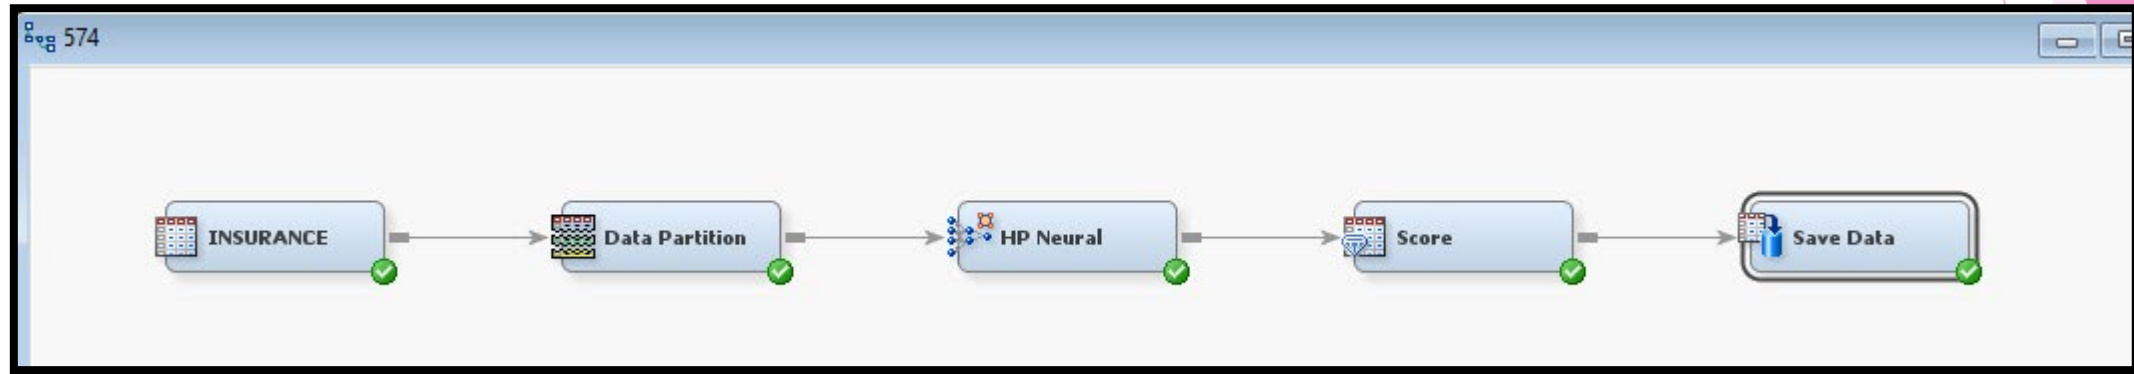 574
INSURANCE
Data Partition
HP Neural
Score
Save Data